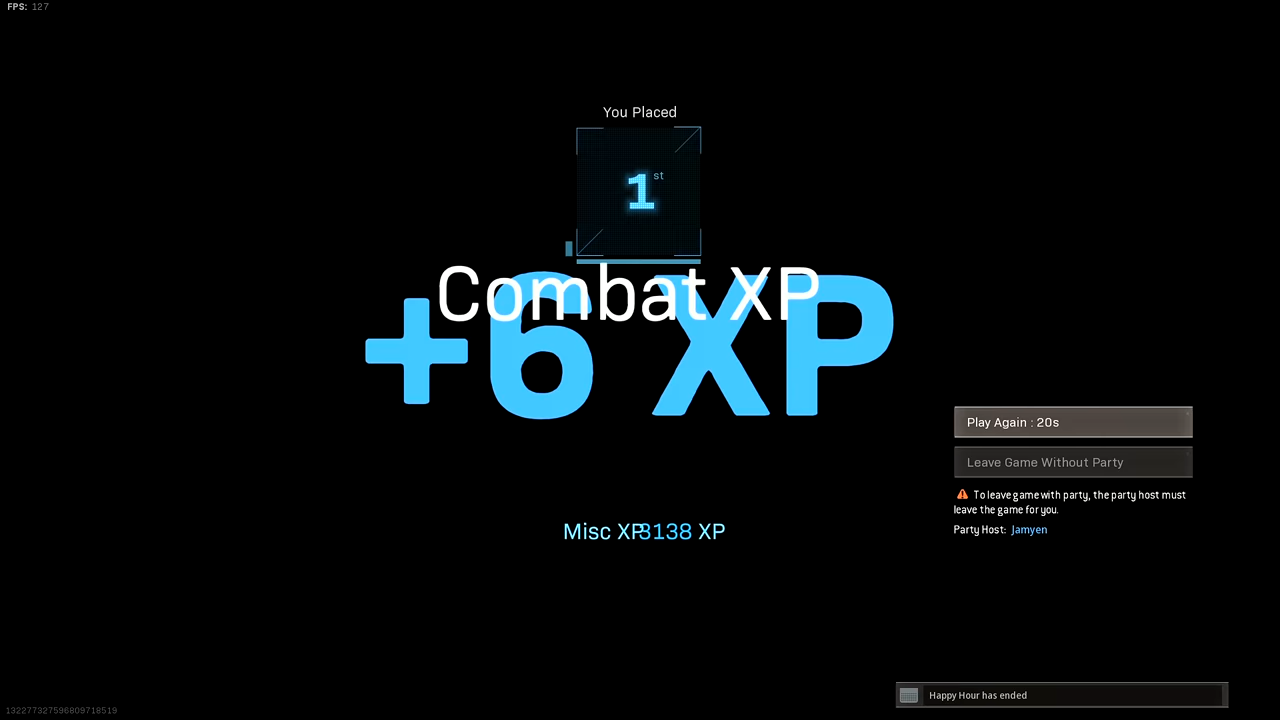 FPS: 127
You Placed
1st
Combat XP
+6 XP
Play Again : 20s
Leave Game Without Party
To leave game with party, the party host must
leave the game for you.
Party Host: Jamyen
Misc XP 3138 XP
Happy Hour has ended
132277327596809718519